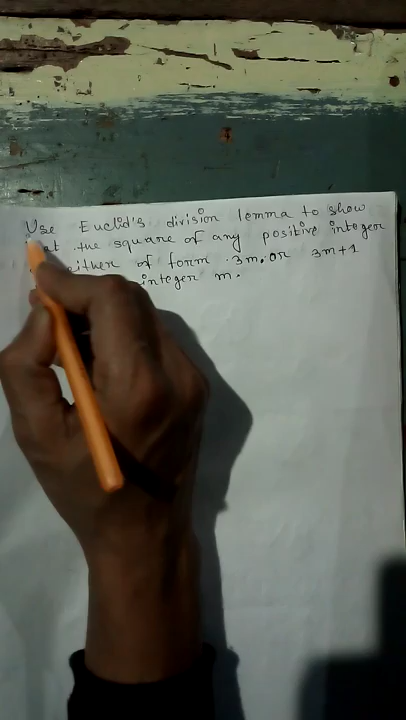 Use Euclid's division lemma to show
the square of any positive integer
either of form 3m, or 3m+1
integer m.